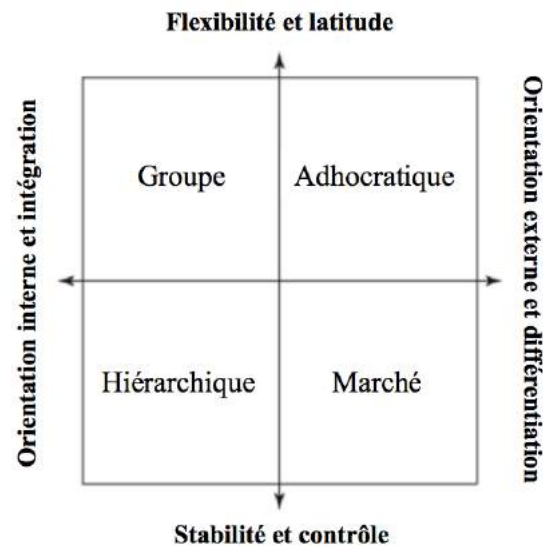 Flexibilité et latitude
Orientation interne et intégration
Groupe
Adhocratique
Orientation externe et différentiation
Hiérarchique
Marché
Stabilité et contrôle